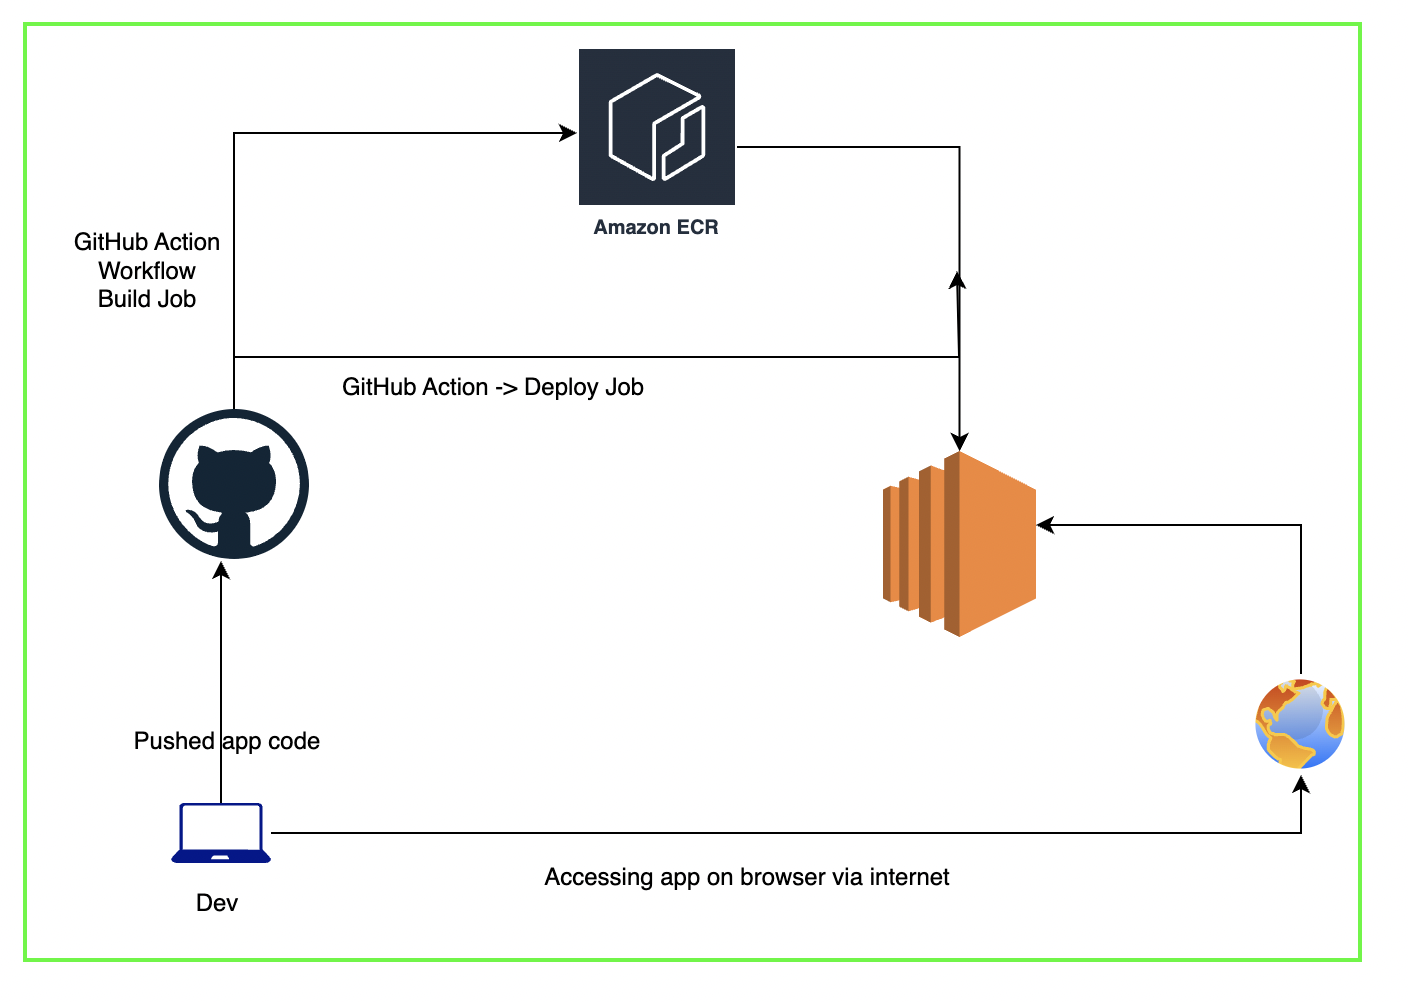 Amazon ECR
GitHub Action
Workflow
Build Job
GitHub Action -> Deploy Job
Pushed app code
Accessing app on browser via internet
Dev